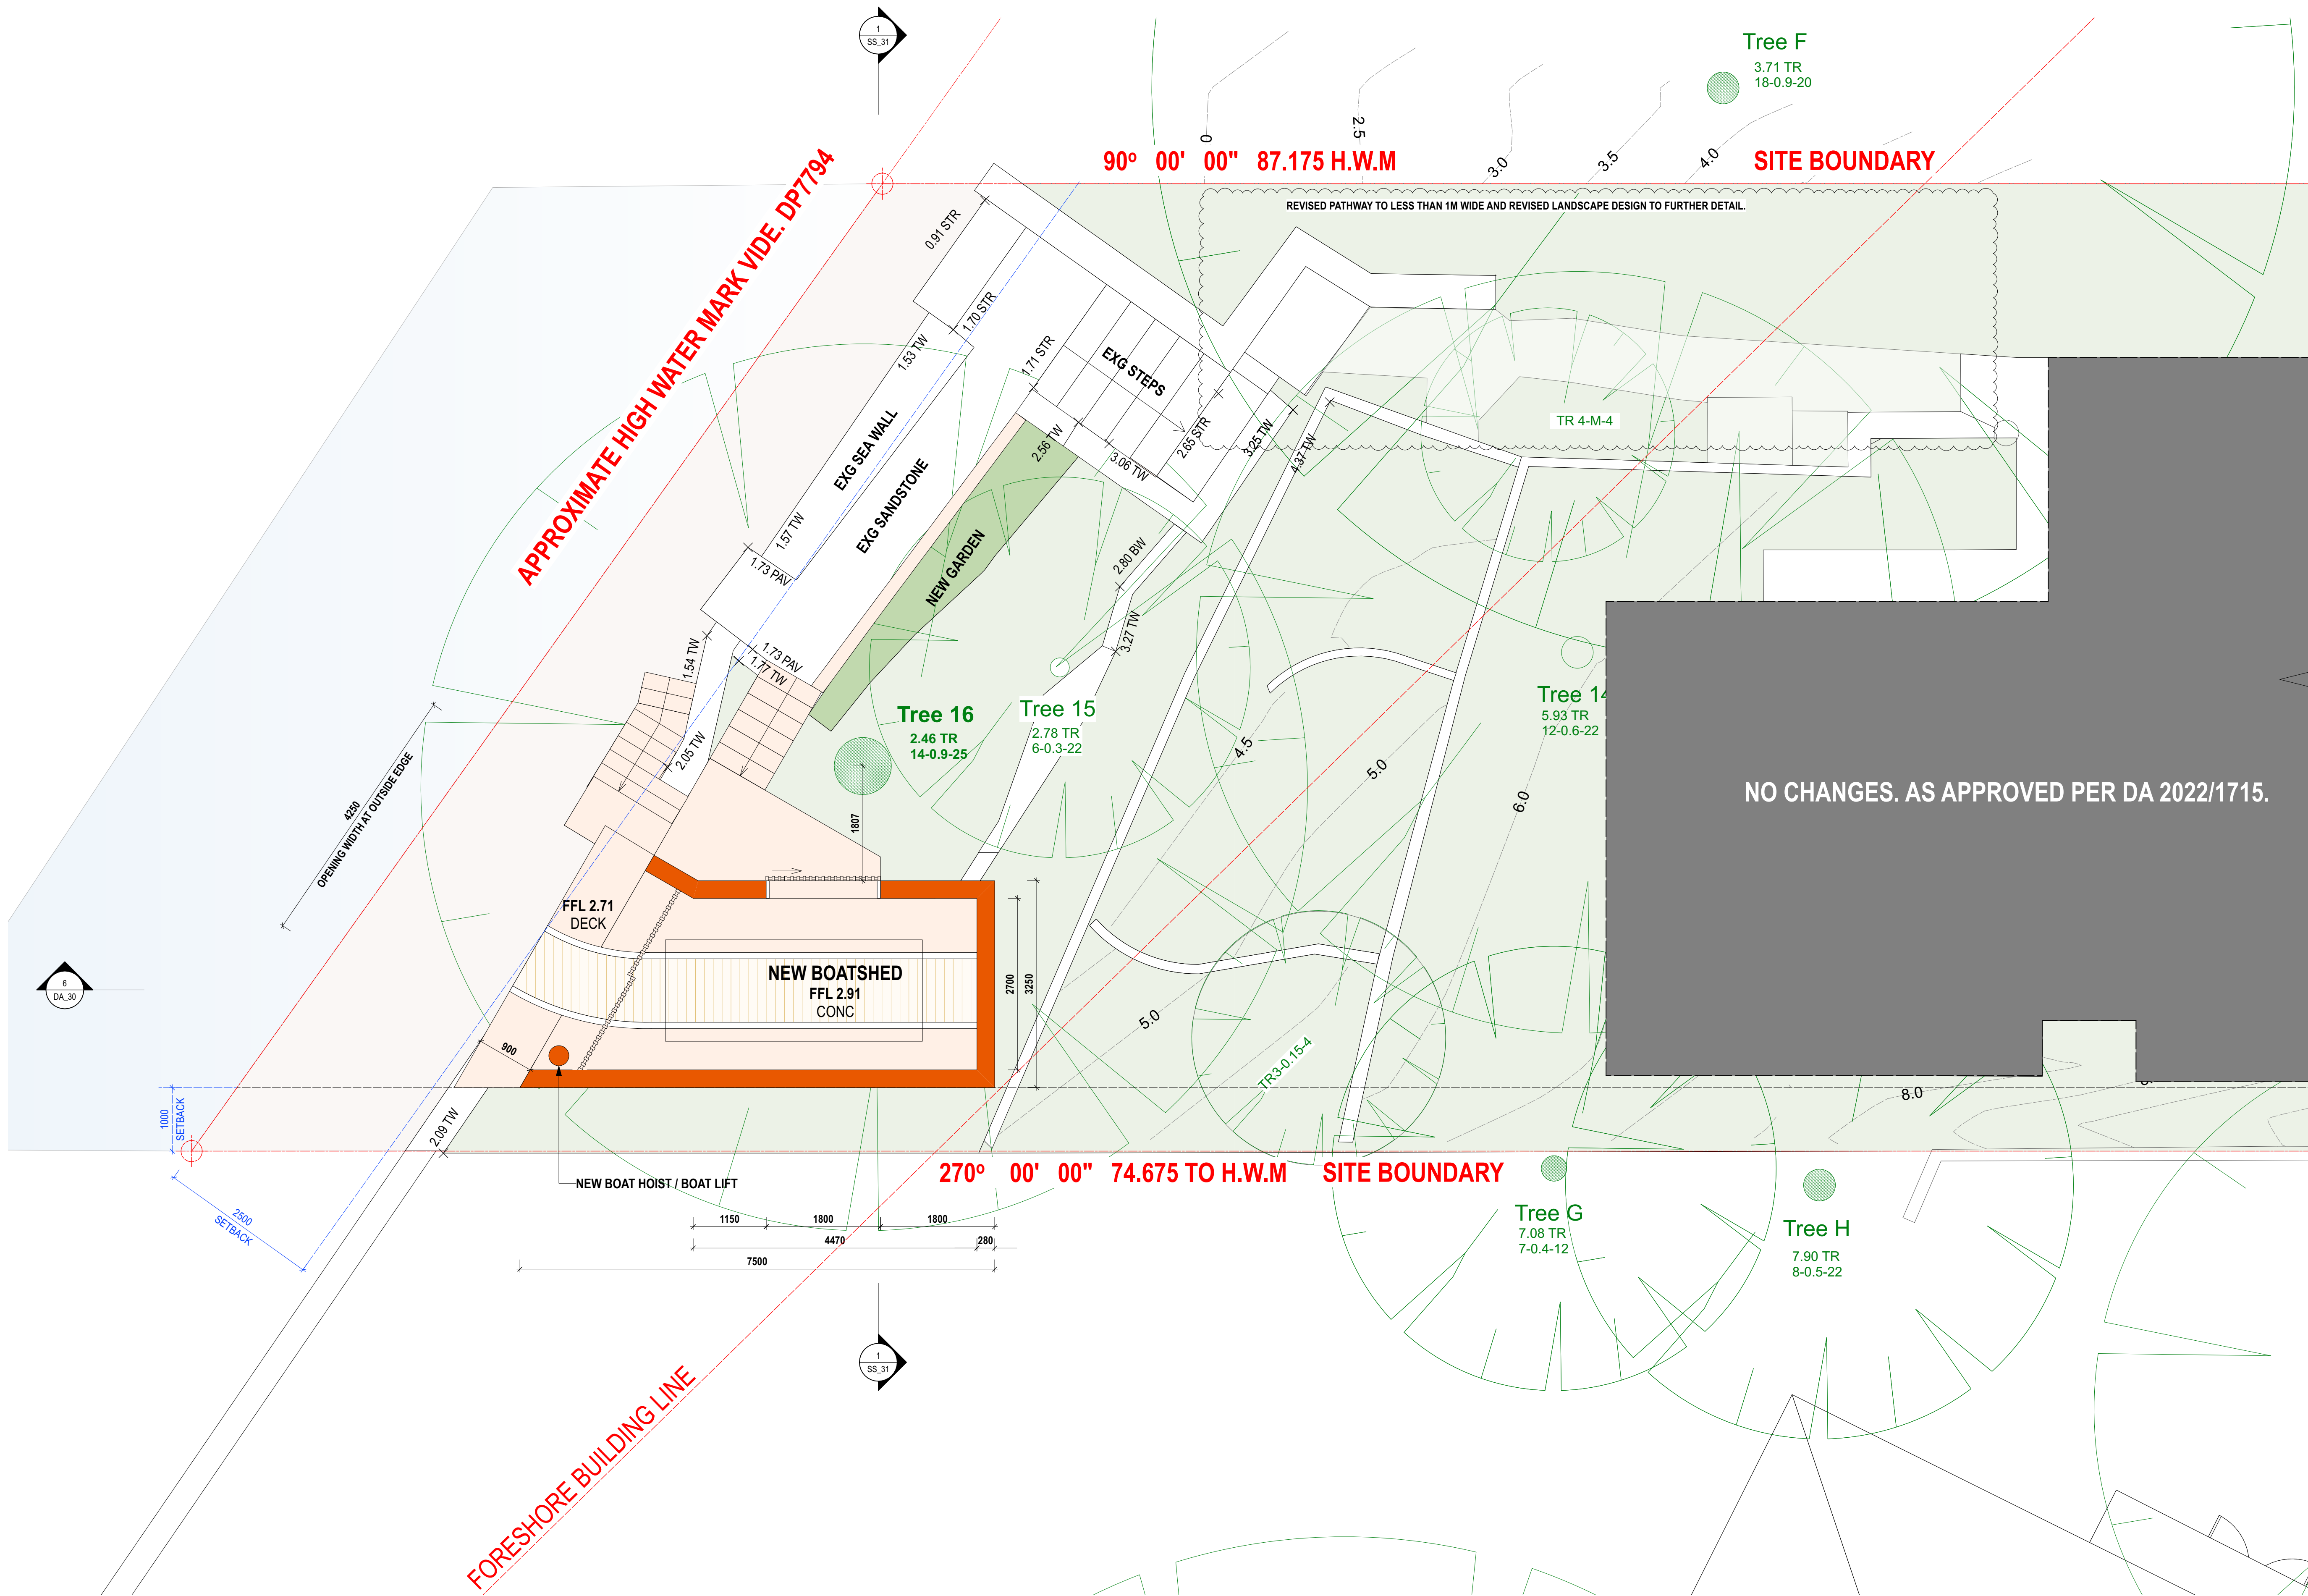 1
SS_31
Tree F
3.71 TR
18-0.9-20
0
2.5
3.0
3.5
4.0
90º 00' 00" 87.175 H.W.M
SITE BOUNDARY
REVISED PATHWAY TO LESS THAN 1M WIDE AND REVISED LANDSCAPE DESIGN TO FURTHER DETAIL.
APPROXIMATE HIGH WATER MARK VIDE. DP7794
0.91 STR
1.70 STR
1.53 TW
1.71 STR
EXG STEPS
EXG SEA WALL
EXG SANDSTONE
2.56 TW
3.06 TW
2.65 STR
3.25 TW
4.37 TW
TR 4-M-4
1.57 TW
1.73 PAV
NEW GARDEN
2.80 BW
3.27 TW
1.54 TW
1.73 PAV
1.77 TW
2.05 TW
Tree 16
2.46 TR
14-0.9-25
Tree 15
2.78 TR
6-0.3-22
Tree 14
5.93 TR
12-0.6-22
4.5
5.0
6.0
NO CHANGES. AS APPROVED PER DA 2022/1715.
4250
OPENING WIDTH AT OUTSIDE EDGE
1807
FFL 2.71
DECK
NEW BOATSHED
FFL 2.91
CONC
2700
3250
6
DA_30
900
5.0
TR3-0.15-4
8.0
1000
SETBACK
2.09 TW
2500
SETBACK
NEW BOAT HOIST / BOAT LIFT
270º 00' 00" 74.675 TO H.W.M
SITE BOUNDARY
1150
1800
1800
4470
280
7500
Tree G
7.08 TR
7-0.4-12
Tree H
7.90 TR
8-0.5-22
1
SS_31
FORESHORE BUILDING LINE